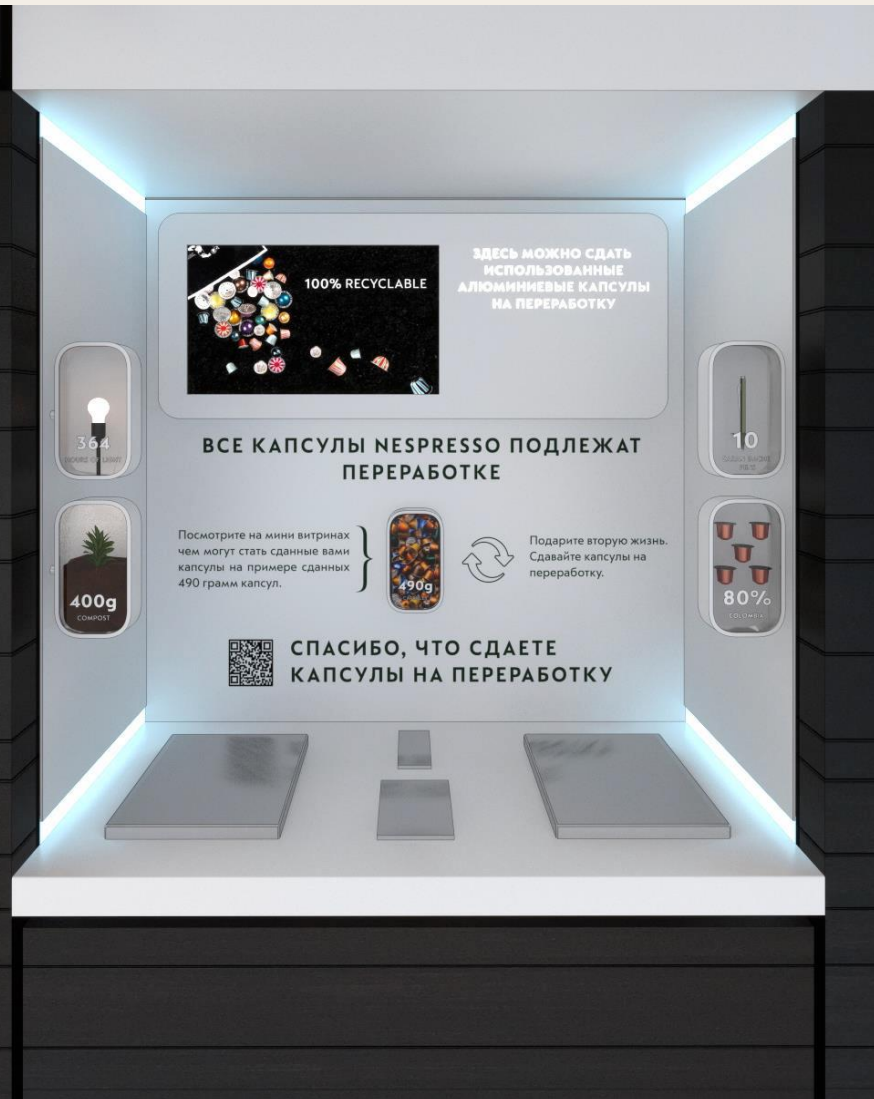 100% RECYCLABLE
ЗДЕСЬ МОЖНО СДАТЬ
ИСПОЛЬЗОВАННЫЕ
АЛЮМИНИЕВЫЕ КАПСУЛЫ
НА ПЕРЕРАБОТКУ
ВСЕ КАПСУЛЫ NESPRESSO ПОДЛЕЖАТ
ПЕРЕРАБОТКЕ
Посмотрите на мини витринах
чем могут стать сданные вами
капсулы на примере сданных
490 грамм капсул.
490g
Подарите вторую жизнь.
Сдавайте капсулы на
переработку.
СПАСИБО, ЧТО СДАЕТЕ
КАПСУЛЫ НА ПЕРЕРАБОТКУ
364
400g
COMPOST
10
80%